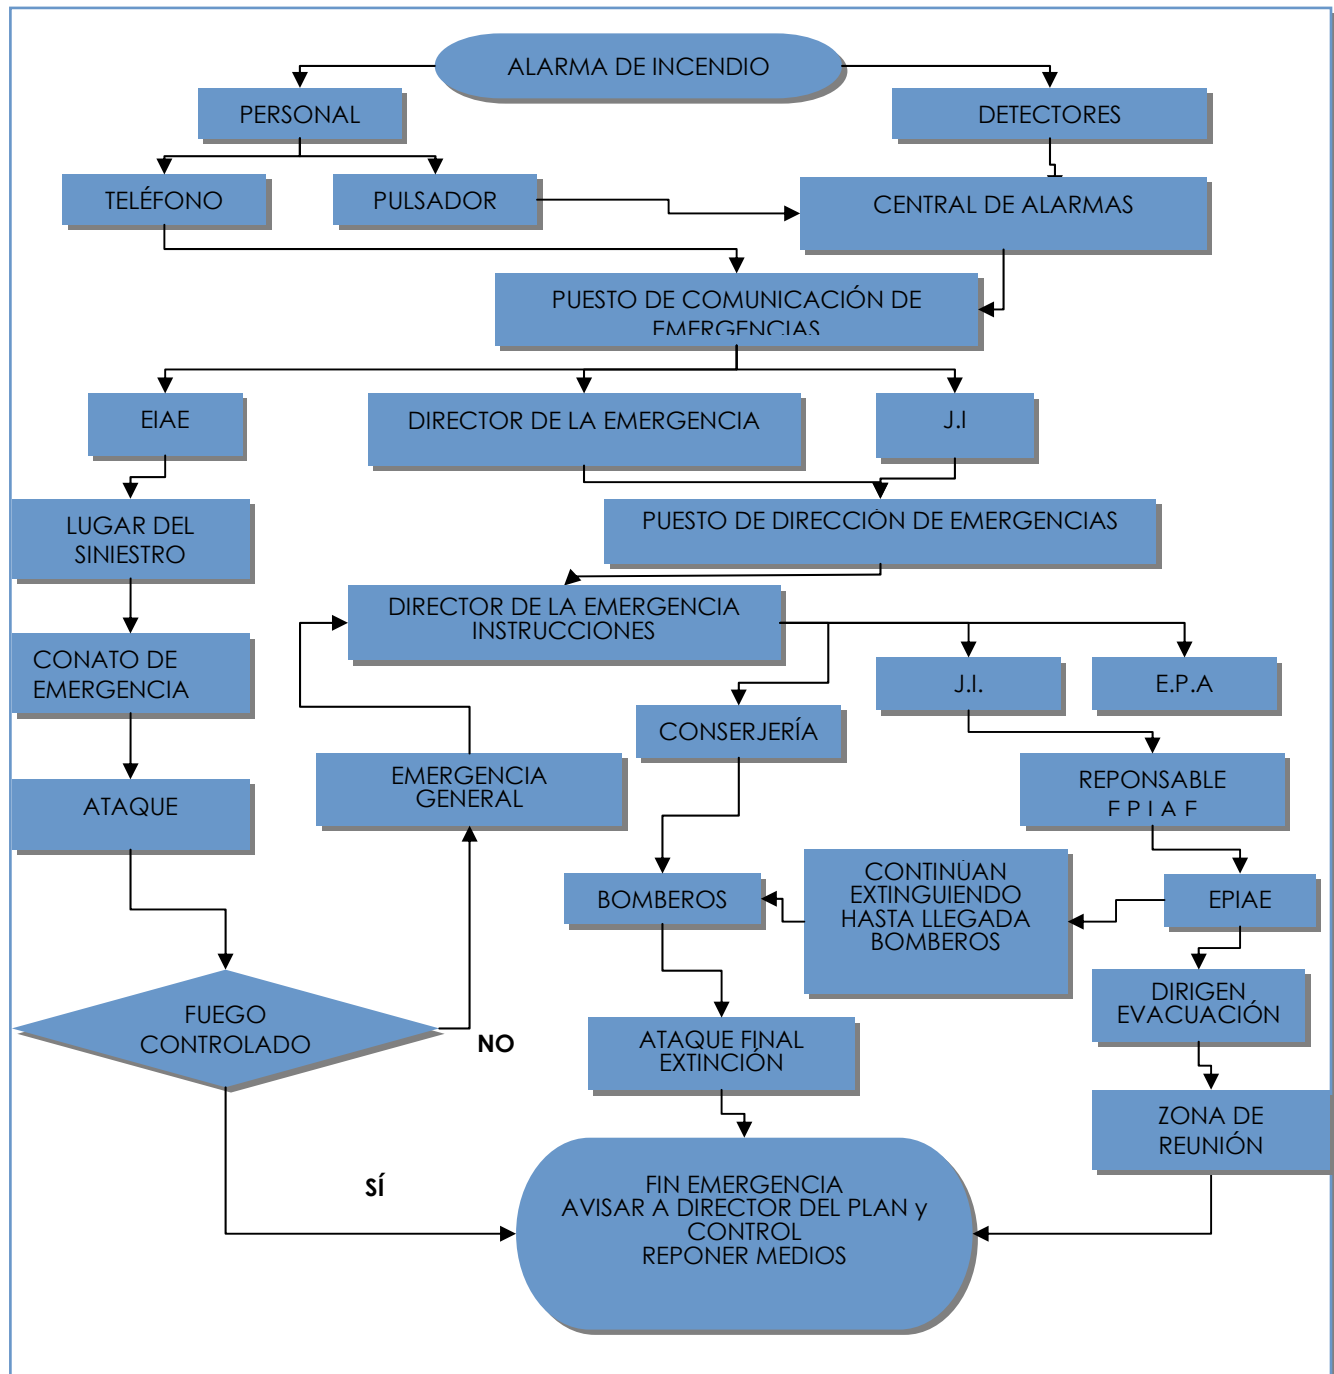 ALARMA DE INCENDIO
PERSONAL
DETECTORES
TELÉFONO
PULSADOR
CENTRAL DE ALARMAS
PUESTO DE COMUNICACIÓN DE
EMERGENCIAS
EIAE
DIRECTOR DE LA EMERGENCIA
J.I
LUGAR DEL
SINIESTRO
PUESTO DE DIRECCIÓN DE EMERGENCIAS
DIRECTOR DE LA EMERGENCIA
INSTRUCCIONES
CONATO DE
EMERGENCIA
J.I.
E.P.A
CONSERJERÍA
EMERGENCIA
GENERAL
REPONSABLE
ATAQUE
CONTINÚAN
EXTINGUIENDO
HASTA LLEGADA
BOMBEROS
BOMBEROS
EPIAE
DIRIGEN
EVACUACIÓN
FUEGO
CONTROLADO
NO
ATAQUE FINAL
EXTINCIÓN
ZONA DE
REUNIÓN
SÍ
FIN EMERGENCIA
AVISAR A DIRECTOR DEL PLAN y
CONTROL
REPONER MEDIOS